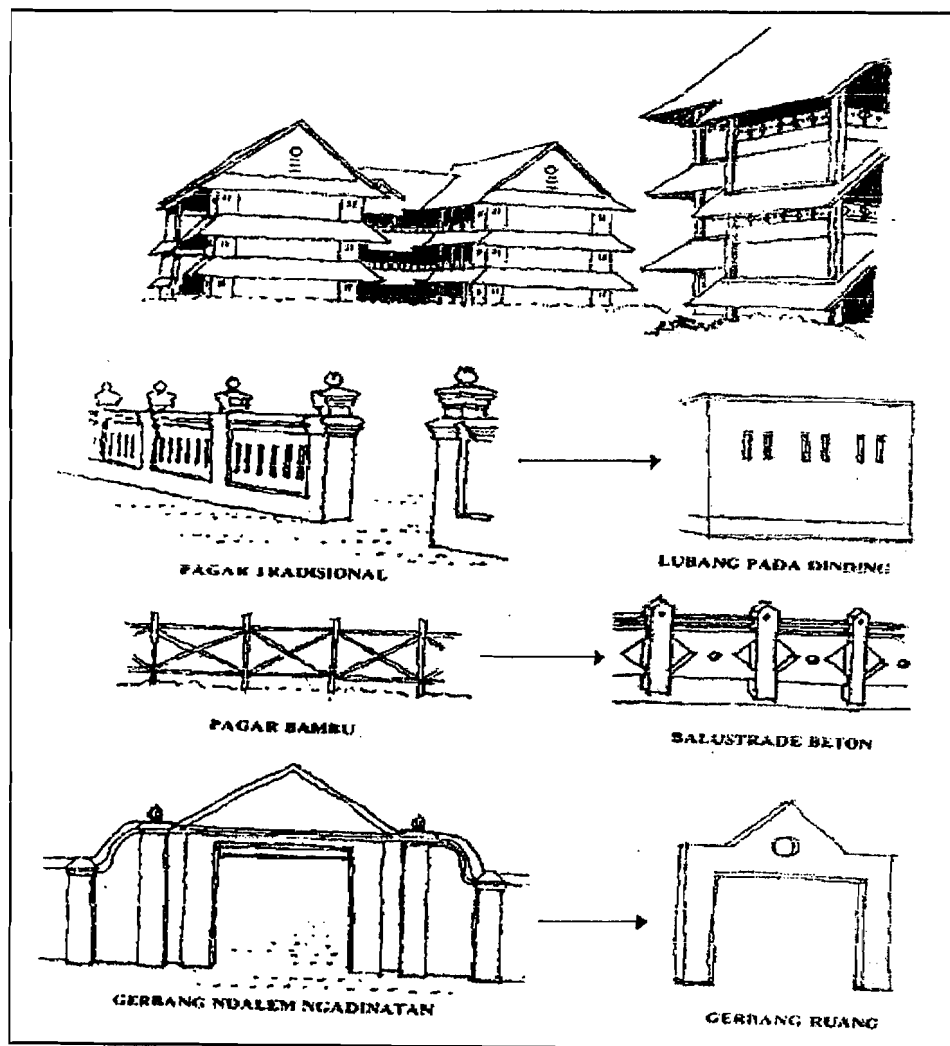 PAGAR TRADISIONAL
LUBANG PADA DINDING
PAGAR BAMBU
BALUSTRADE BETON
GERBANG NDALEM NGADINATAN
GERBANG RUANG